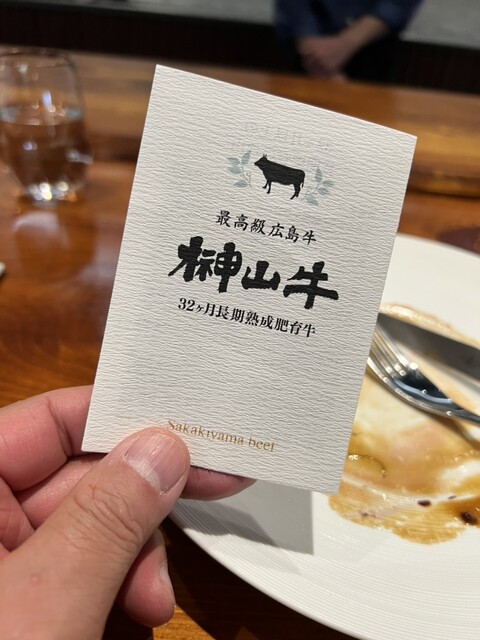 最高級広島牛
榊山牛
32ヶ月長期熟成肥育牛
Sakakiyama beef